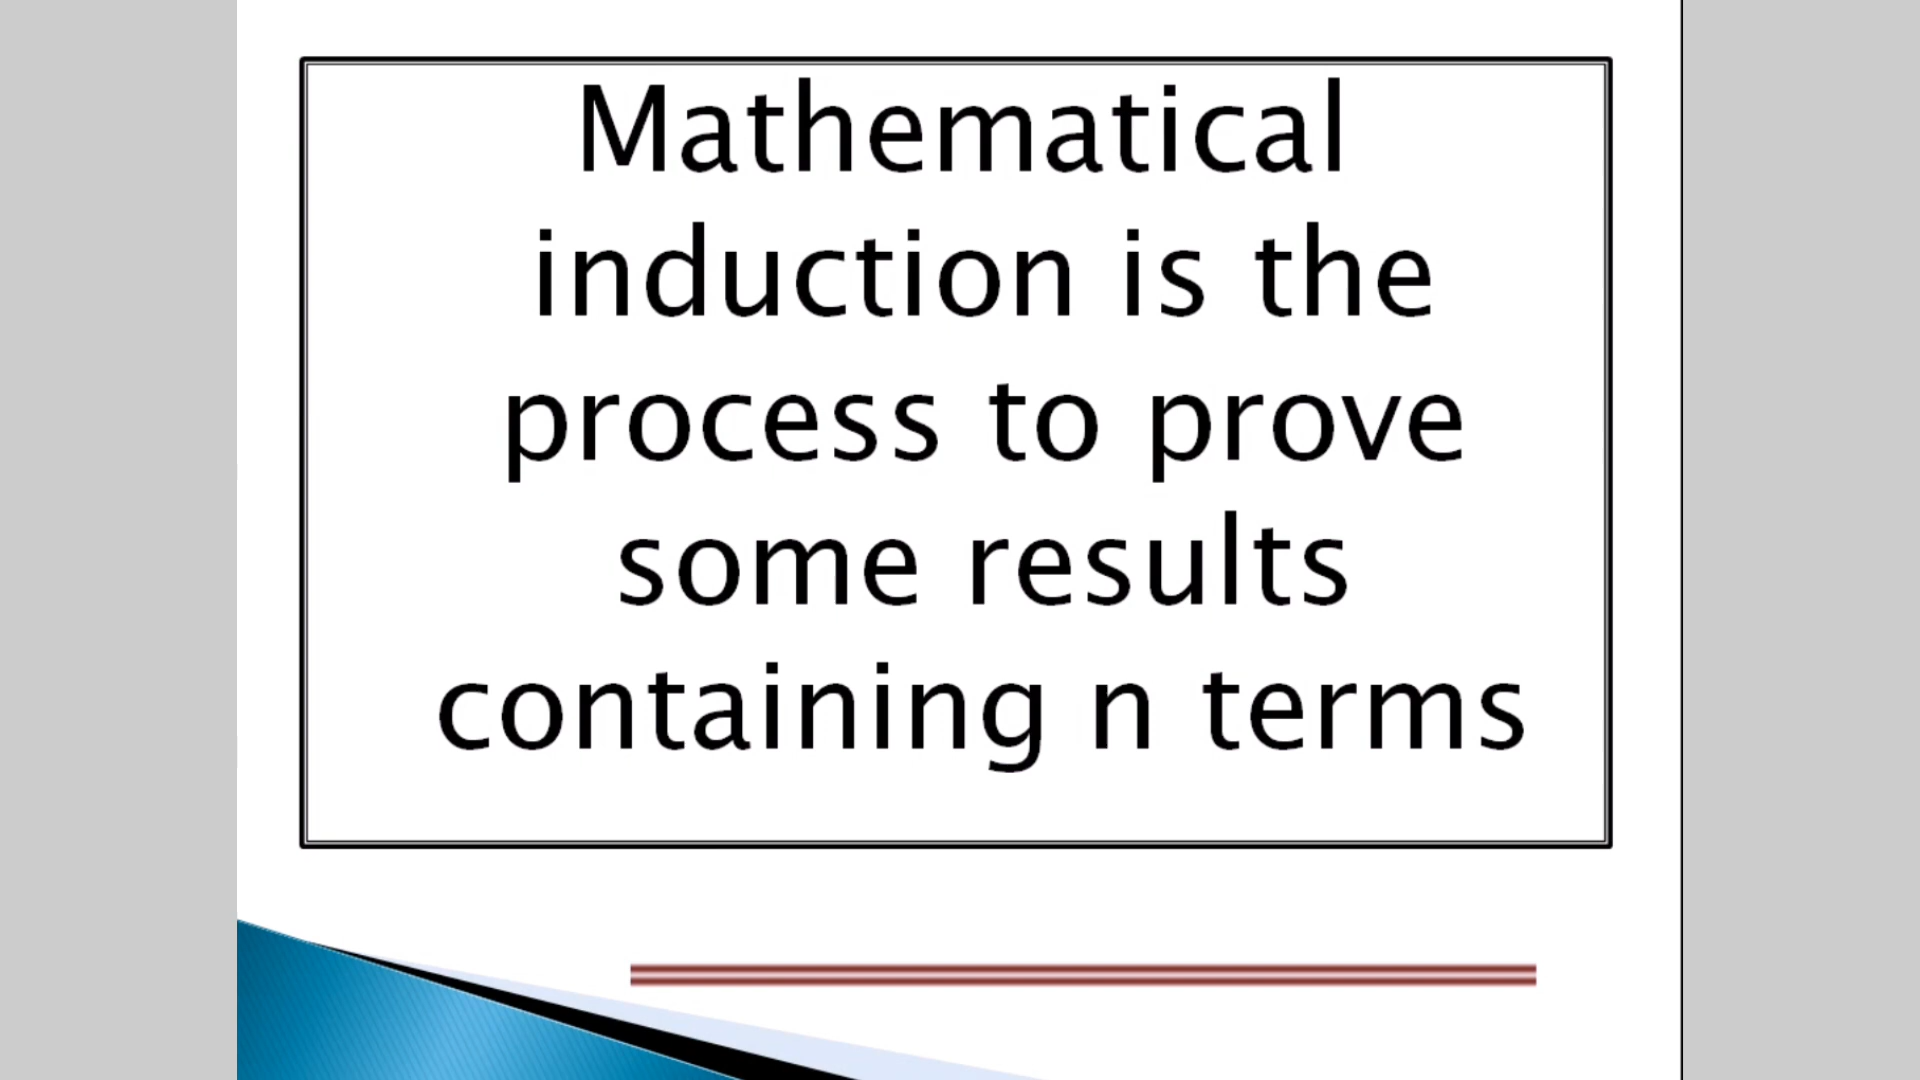 Mathematical
induction is the
process to prove
some results
containing n terms